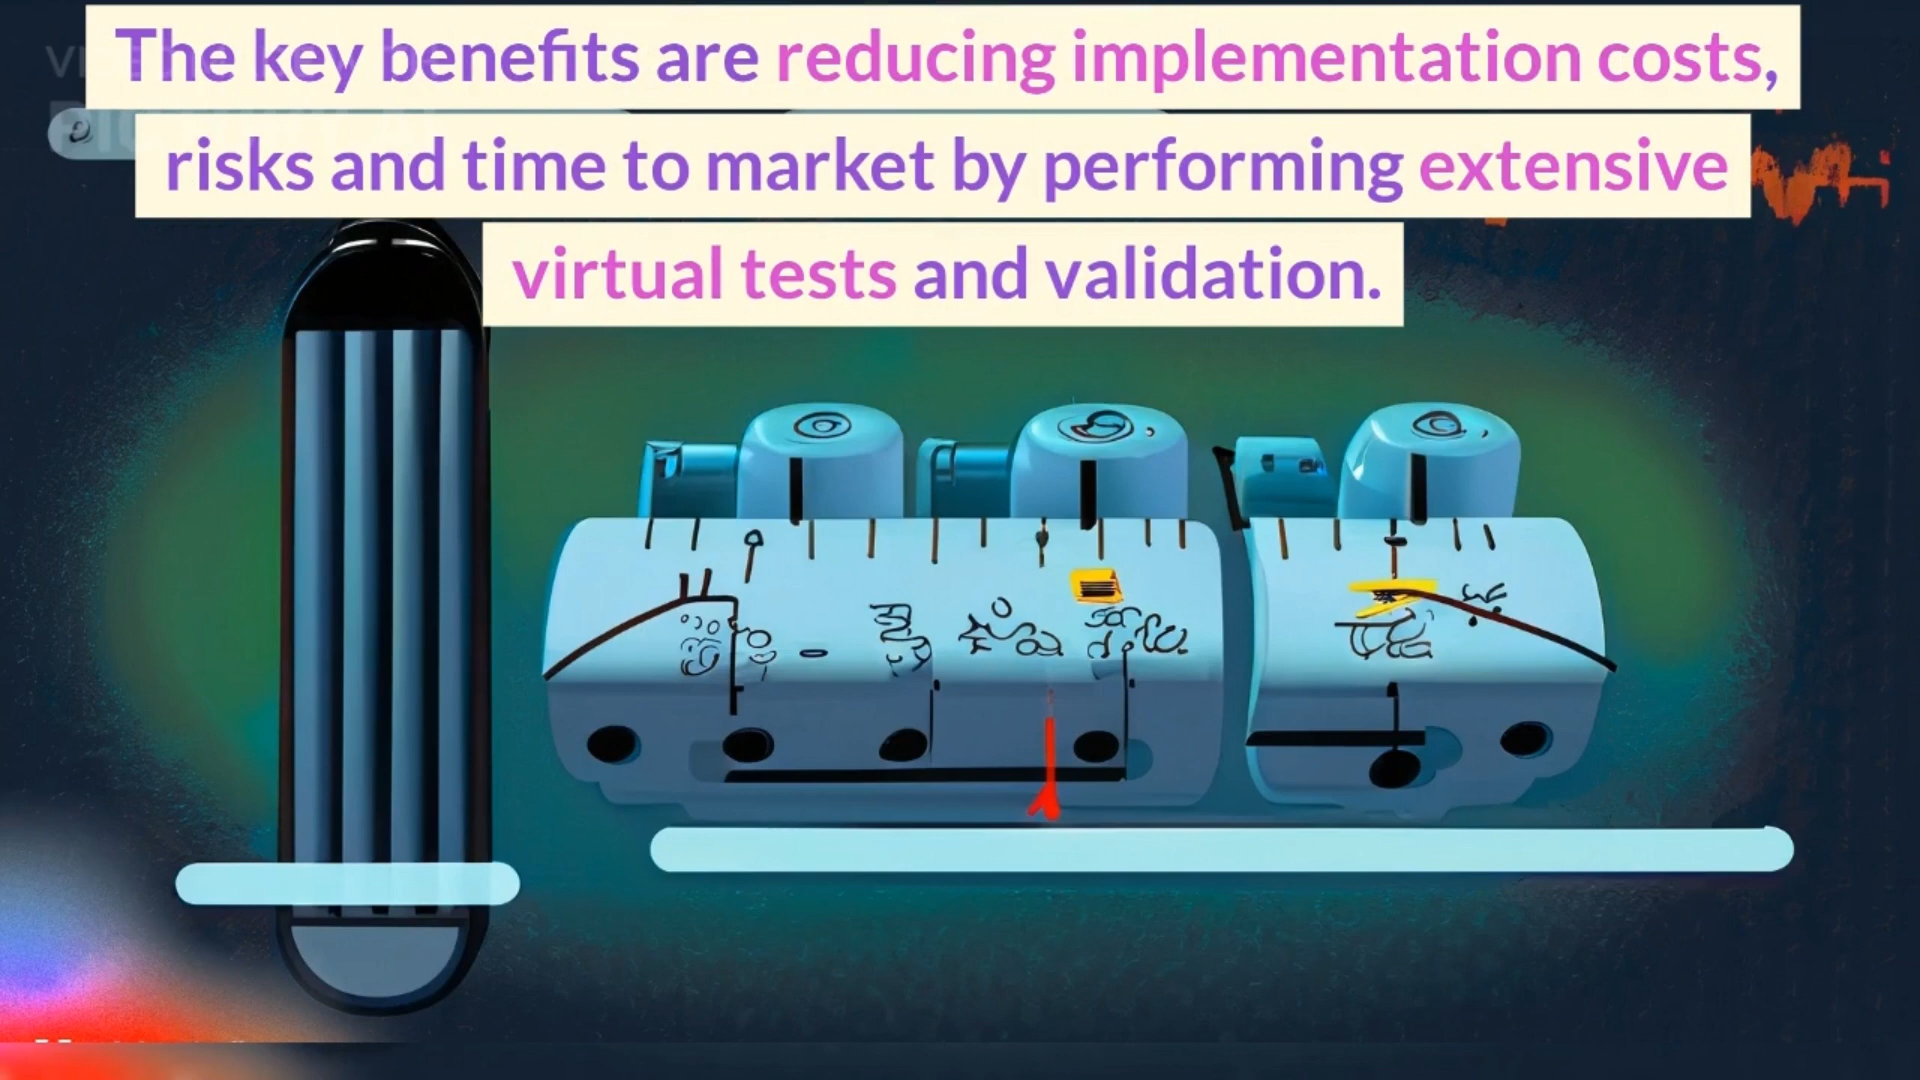 The key benefits are reducing implementation costs,
risks and time to market by performing extensive
virtual tests and validation.